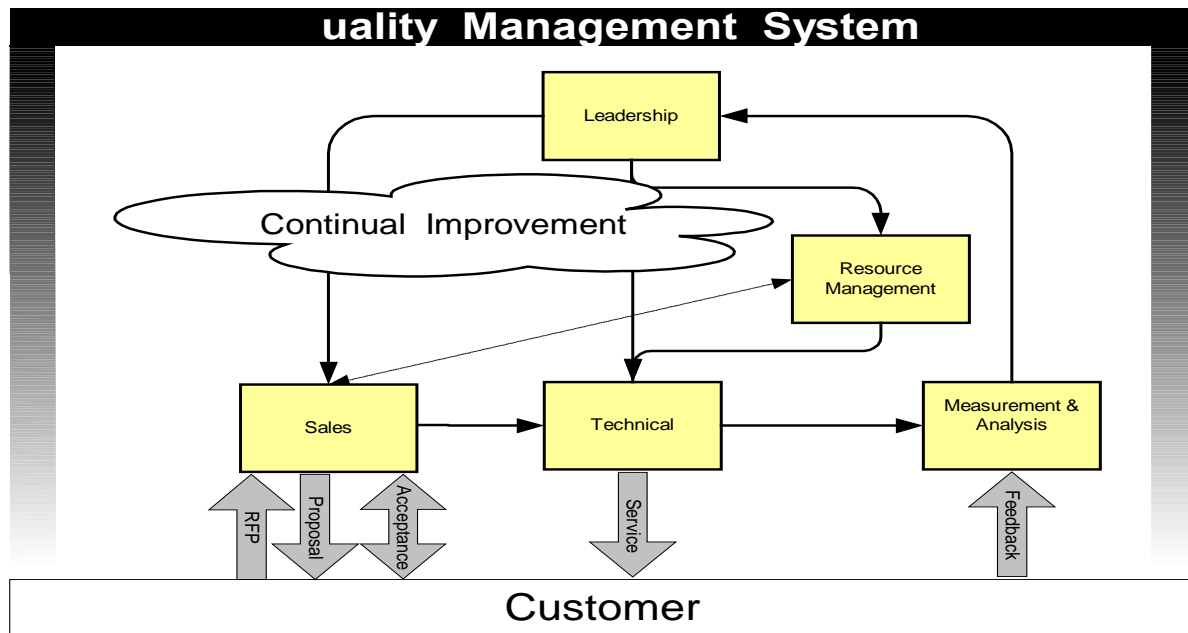 uality Management System
Leadership
Continual Improvement
Resource
Management
Sales
Technical
Measurement &
Analysis
RFP
Proposal
Acceptance
Service
Feedback
Customer